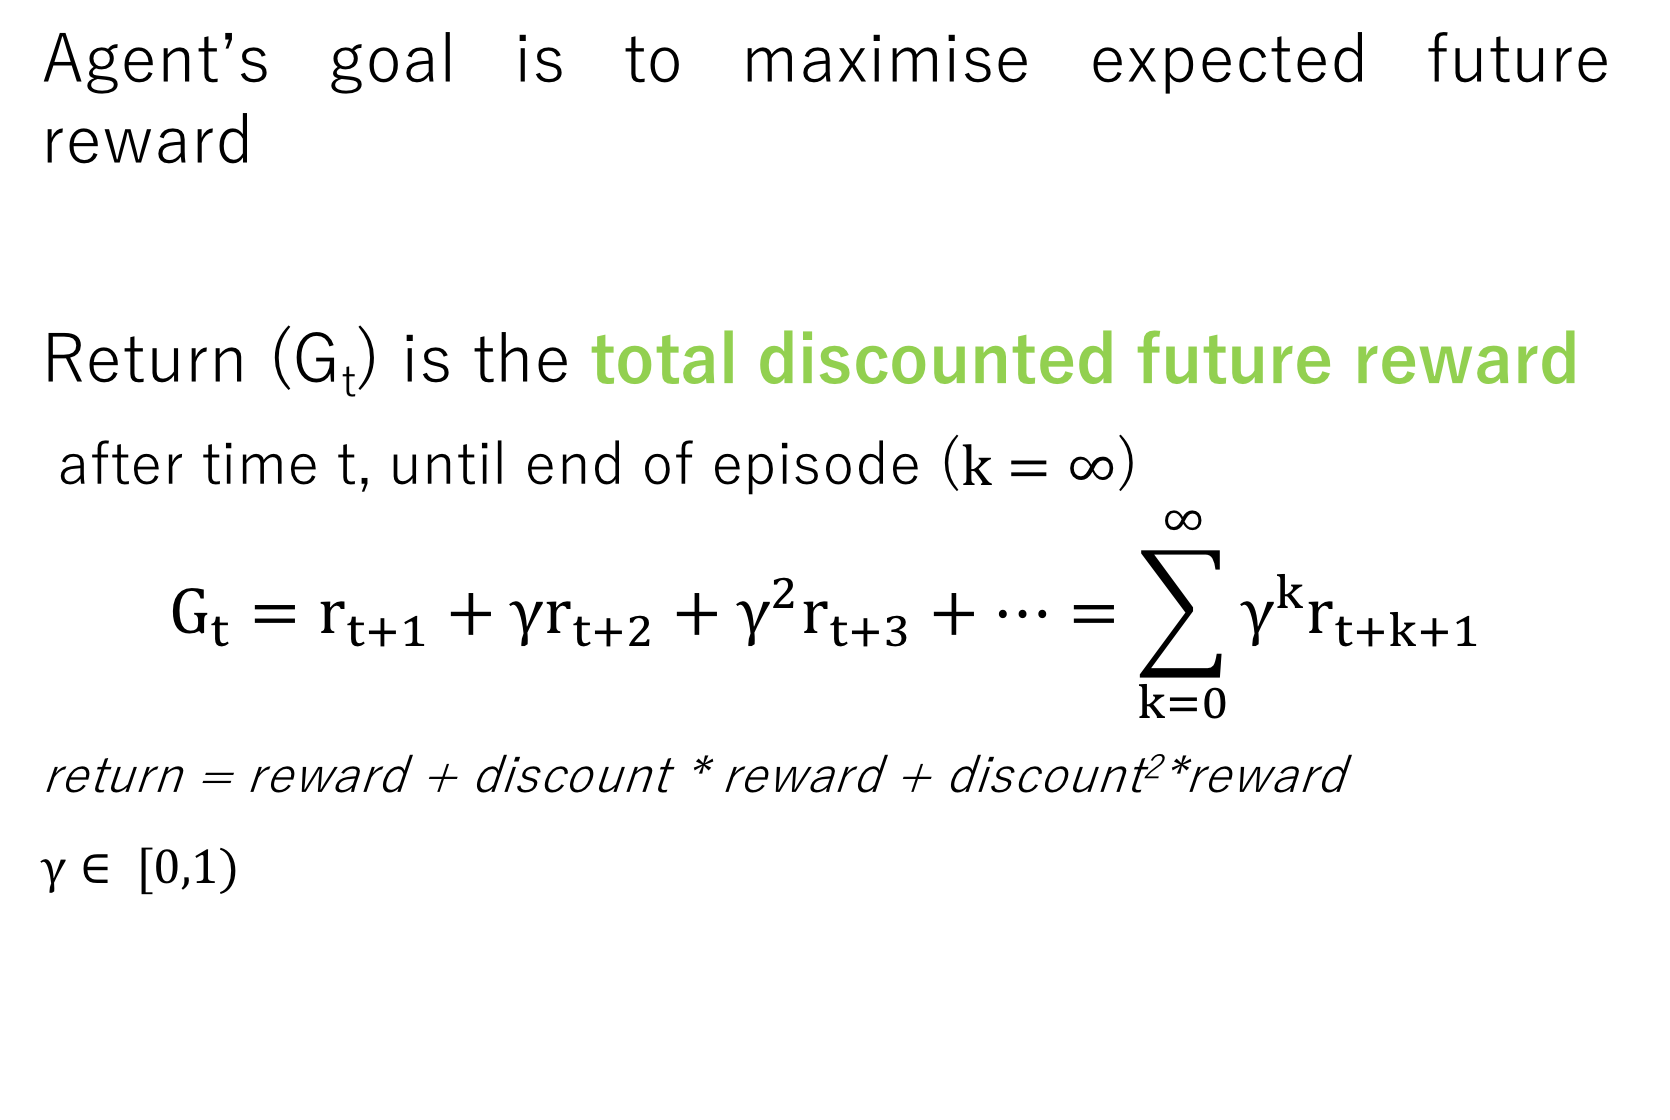 Agent’s goal is to maximise expected future
reward
Return (Gₜ) is the total discounted future reward
after time t, until end of episode (k = ∞)
Gₜ = rₜ₊₁ + γrₜ₊₂ + γ²rₜ₊₃ + ⋯ = ∑_{k=0}^{∞} γᵏr_{t+k+1}
return = reward + discount * reward + discount²*reward
γ ∈ [0,1)